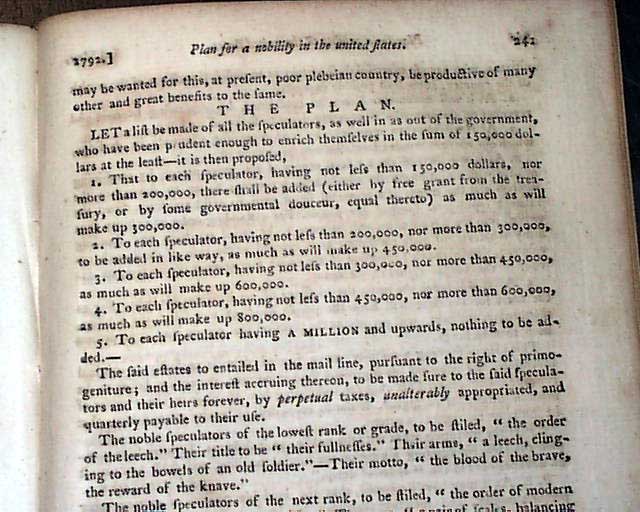 2792.] Plan for a nobility in the united ſtates. 241
may be wanted for this, at preſent, poor plebeian country, be productive of many
other and great benefits to the ſame.
THE PLAN.
LET a liſt be made of all the ſpeculators, as well in as out of the government,
who have been p udent enough to enrich themſelves in the ſum of 150,000 dol-
lars at the leaſt—it is then propoſed,
1. That to each ſpeculator, having not leſs than 150,000 dollars, nor
more than 200,000, there ſhall be added (either by free grant from the trea-
ſury, or by ſome governmental douceur, equal thereto) as much as will
make up 300,000.
2. To each ſpeculator, having not leſs than 200,000, nor more than 300,000,
to be added in like way, as much as will make up 450,000.
3. To each ſpeculator, having not leſs than 300,000, nor more than 450,000,
as much as will make up 600,000.
4. To each ſpeculator, having not leſs than 450,000, nor more than 600,000,
as much as will make up 800,000.
5. To each ſpeculator having A MILLION and upwards, nothing to be ad-
ded.—
The ſaid eſtates to entailed in the mail line, purſuant to the right of primo-
geniture; and the intereſt accruing thereon, to be made ſure to the ſaid ſpecula-
tors and their heirs forever, by perpetual taxes, unalterably appropriated, and
quarterly payable to their uſe.
The noble ſpeculators of the loweſt rank or grade, to be ſtiled, " the order
of the leech." Their title to be " their fullneſſes." Their arms, " a leech, cling-
ing to the bowels of an old ſoldier."—Their motto, " the blood of the brave,
the reward of the knave."
The noble ſpeculators of the next rank, to be ſtiled, " the order of modern
ſcales, balancing